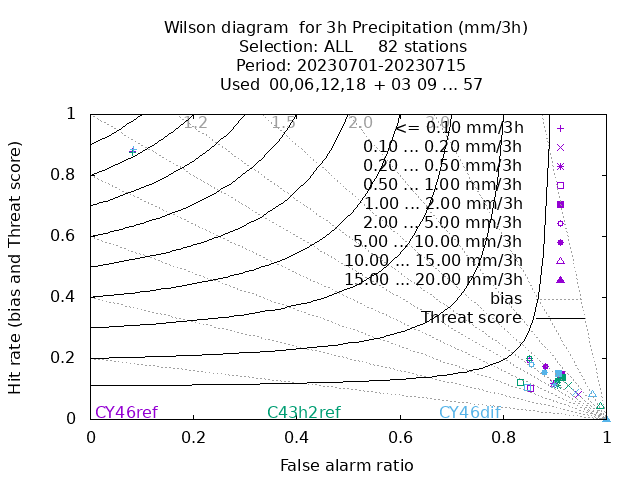 Wilson diagram  for 3h Precipitation (mm/3h)
Selection: ALL     82 stations
Period: 20230701-20230715
Used  00,06,12,18  + 03 09 ... 57
1
0.8
0.6
0.4
0.2
0
Hit rate (bias and Threat score)
1.2
1.5
2.0
3.0
<= 0.10 mm/3h
0.10 ... 0.20 mm/3h
0.20 ... 0.50 mm/3h
0.50 ... 1.00 mm/3h
1.00 ... 2.00 mm/3h
2.00 ... 5.00 mm/3h
5.00 ... 10.00 mm/3h
10.00 ... 15.00 mm/3h
15.00 ... 20.00 mm/3h
bias
Threat score
CY46ref
C43h2ref
CY46dif
0
0.2
0.4
0.6
0.8
1
False alarm ratio